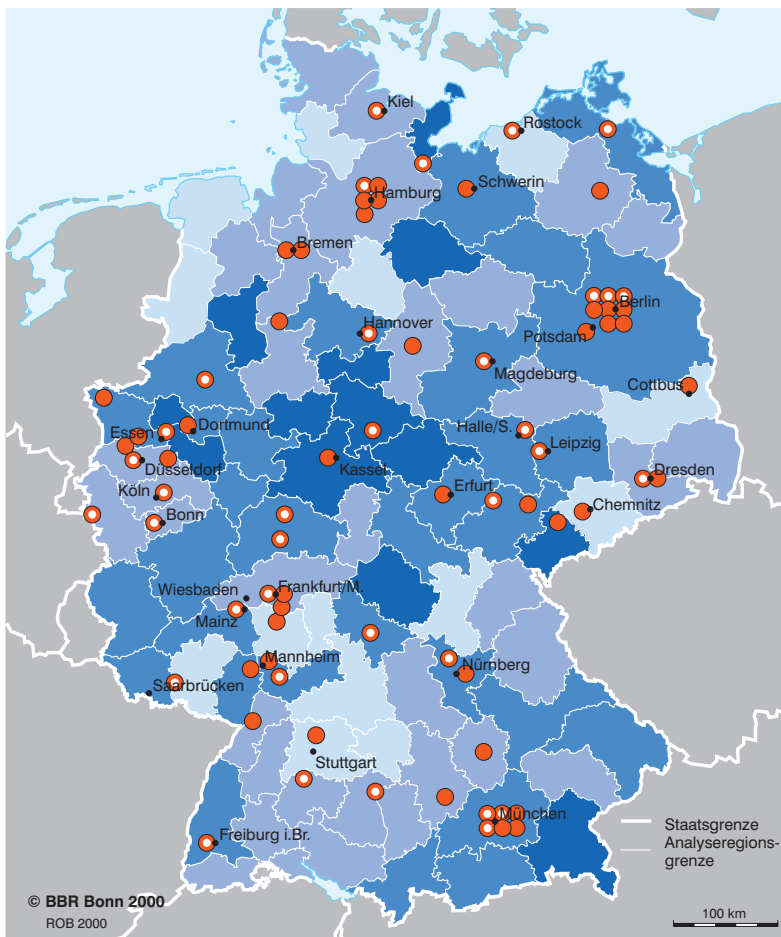 Kiel
Rostock
Hamburg
Schwerin
Bremen
Berlin
Hannover
Potsdam
Magdeburg
Cottbus
Essen
Dortmund
Halle/S.
Leipzig
Düsseldorf
Kassel
Dresden
Köln
Erfurt
Chemnitz
Bonn
Wiesbaden
Frankfurt/M.
Mainz
Mannheim
Nürnberg
Saarbrücken
Stuttgart
München
Freiburg i.Br.
Staatsgrenze
Analyseregions-
grenze
© BBR Bonn 2000
ROB 2000
100 km